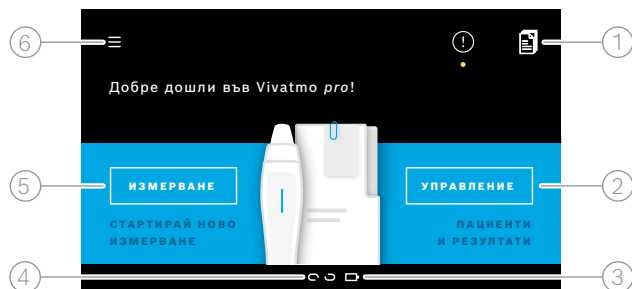 6
1
Добре дошли във Vivatmo pro!
5
ИЗМЕРВАНЕ
УПРАВЛЕНИЕ
2
СТАРТИРАЙ НОВО
ИЗМЕРВАНЕ
ПАЦИЕНТИ
И РЕЗУЛТАТИ
4
3